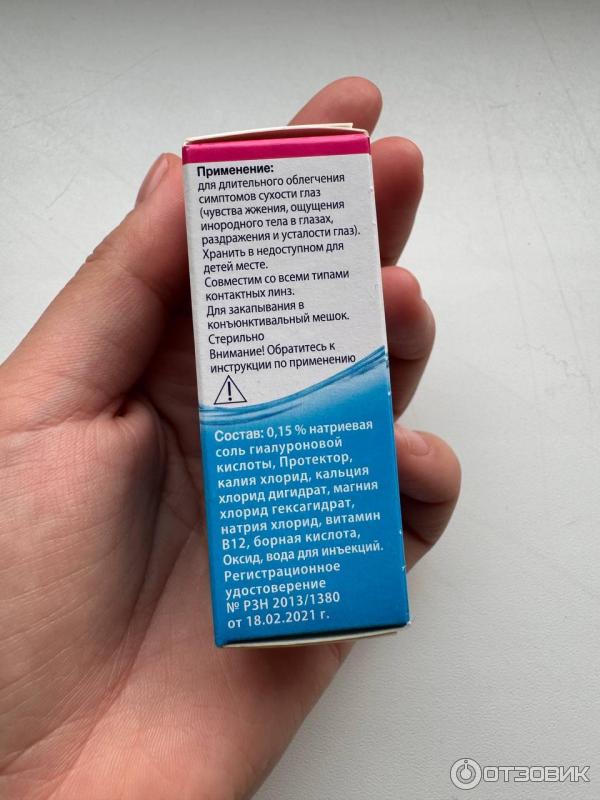 Применение:
для длительного облегчения
симптомов сухости глаз
(чувства жжения, ощущения
инородного тела в глазах,
раздражения и усталости глаз).
Хранить в недоступном для
детей месте.
Совместим со всеми типами
контактных линз.
Для закапывания в
конъюнктивальный мешок.
Стерильно
Внимание! Обратитесь к
инструкции по применению
Состав: 0,15 % натриевая
соль гиалуроновой
кислоты, Протектор,
калия хлорид, кальция
хлорид дигидрат, магния
хлорид гексагидрат,
натрия хлорид, витамин
B12, борная кислота,
Оксид, вода для инъекций.
Регистрационное
удостоверение
№ РЗН 2013/1380
от 18.02.2021 г.
ОТЗОВИК